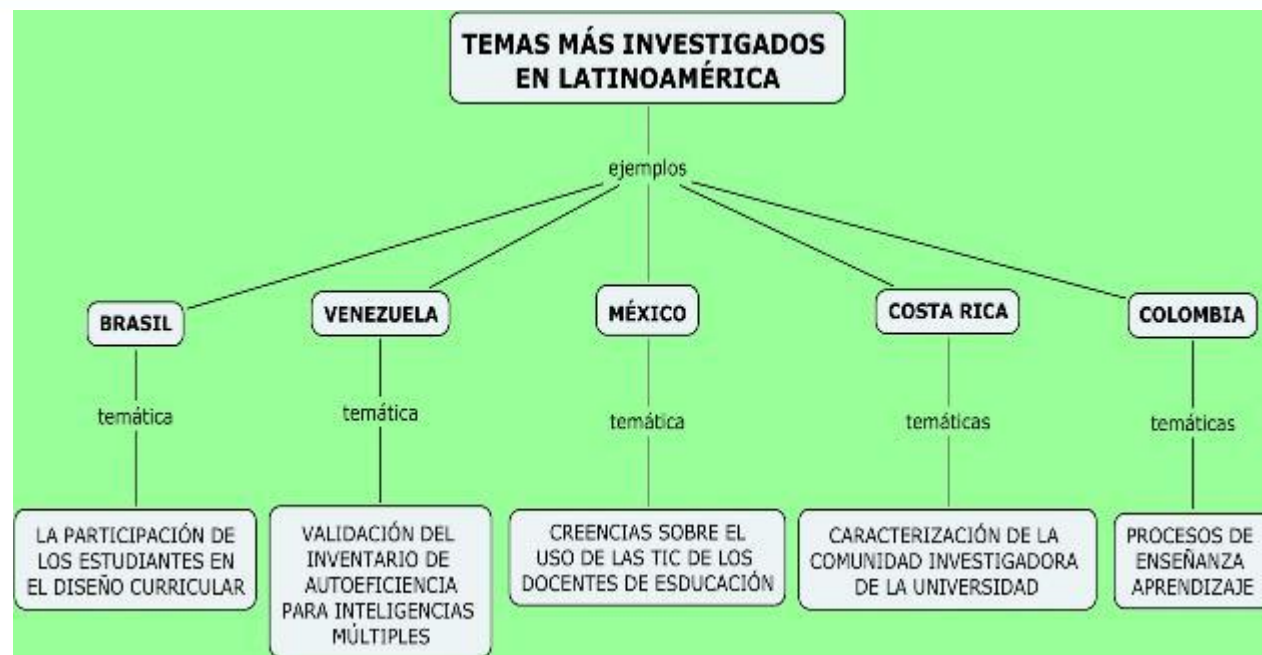 TEMAS MÁS INVESTIGADOS
EN LATINOAMÉRICA
ejemplos
BRASIL
VENEZUELA
MÉXICO
COSTA RICA
COLOMBIA
temática
temática
temática
temáticas
temáticas
LA PARTICIPACIÓN DE
LOS ESTUDIANTES EN
EL DISEÑO CURRICULAR
VALIDACIÓN DEL
INVENTARIO DE
AUTOEFICIENCIA
PARA INTELIGENCIAS
MÚLTIPLES
CREENCIAS SOBRE EL
USO DE LAS TIC DE LOS
DOCENTES DE ESDUCACIÓN
CARACTERIZACIÓN DE LA
COMUNIDAD INVESTIGADORA
DE LA UNIVERSIDAD
PROCESOS DE
ENSEÑANZA
APRENDIZAJE